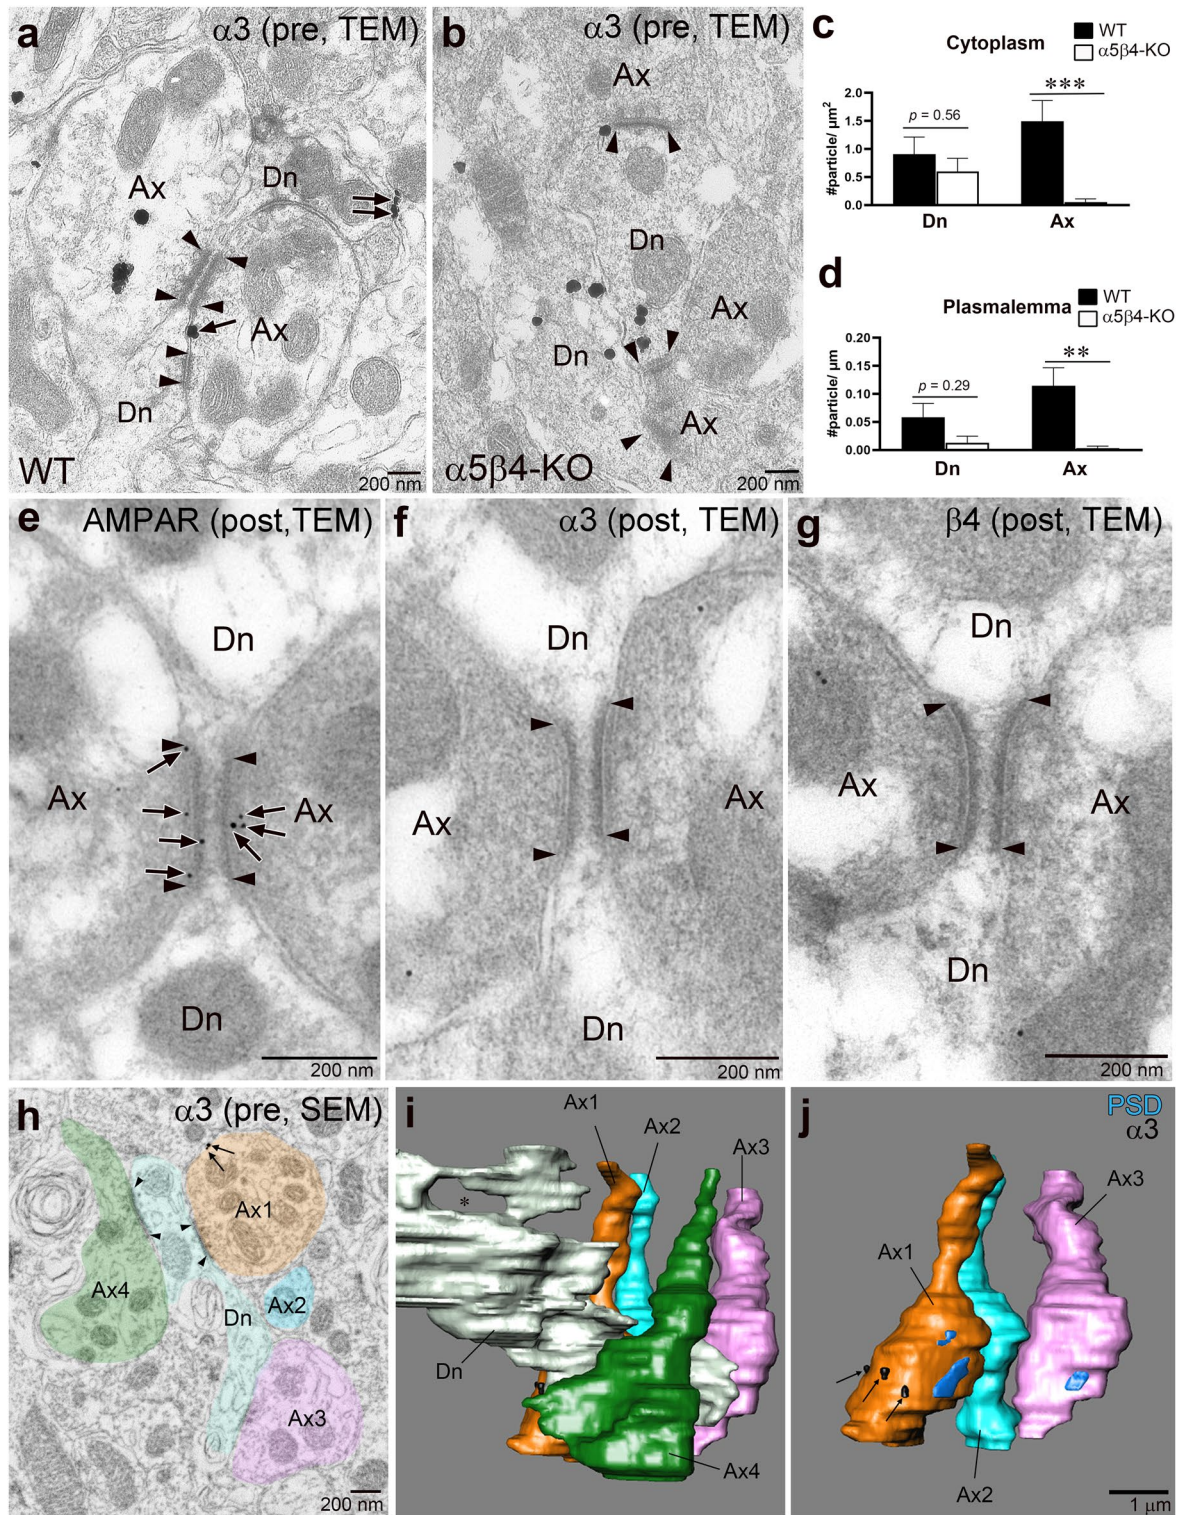 a
α3 (pre, TEM)
Ax
Dn
Ax
Dn
WT
200 nm
b
α3 (pre, TEM)
Ax
Dn
Ax
Dn
Ax
α5β4-KO
200 nm
c
Cytoplasm
WT
α5β4-KO
#particle/ μm²
2.0
1.5
1.0
0.5
0.0
p = 0.56
***
Dn
Ax
d
Plasmalemma
WT
α5β4-KO
#particle/ μm
0.20
0.15
0.10
0.05
0.00
p = 0.29
**
Dn
Ax
e
AMPAR (post,TEM)
Dn
Ax
Ax
Dn
200 nm
f
α3 (post, TEM)
Dn
Ax
Ax
Dn
200 nm
g
β4 (post, TEM)
Dn
Ax
Ax
Dn
200 nm
h
α3 (pre, SEM)
Ax1
Ax4
Ax2
Dn
Ax3
200 nm
i
Ax1
Ax2
Ax3
*
Dn
Ax4
j
PSD
α3
Ax3
Ax1
Ax2
1 μm